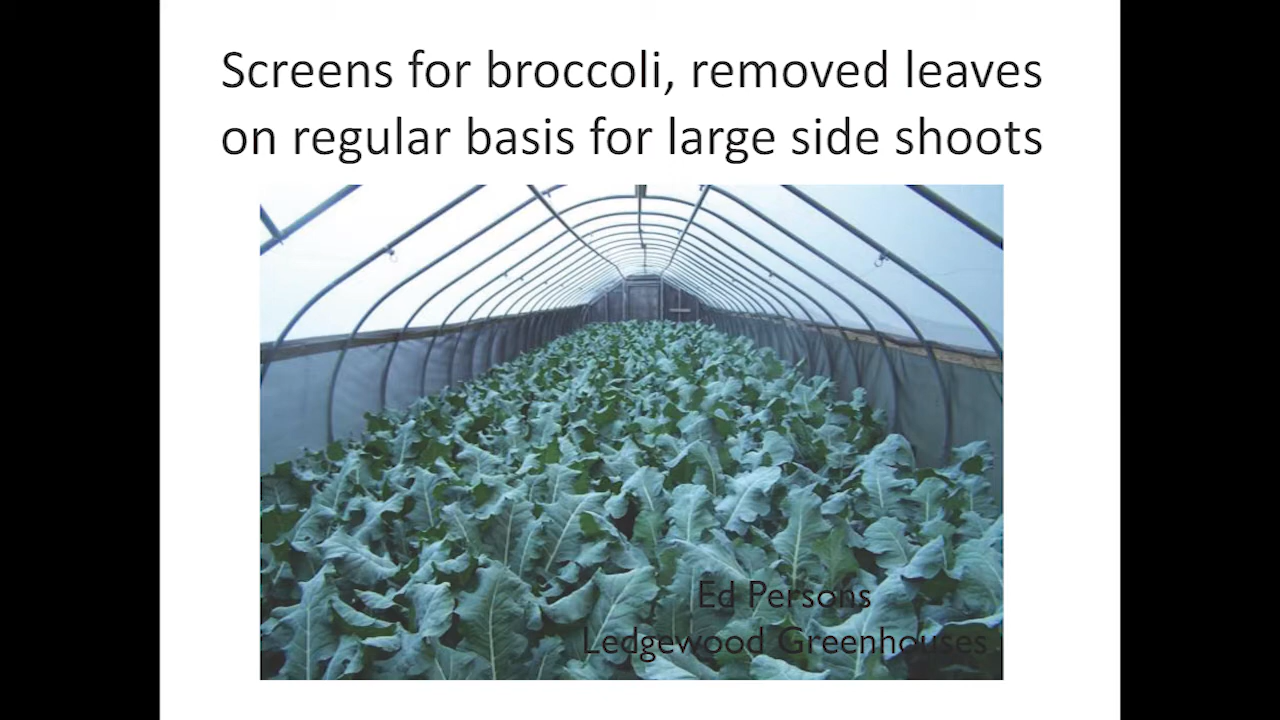 Screens for broccoli, removed leaves
on regular basis for large side shoots
Ed Persons
Ledgewood Greenhouses